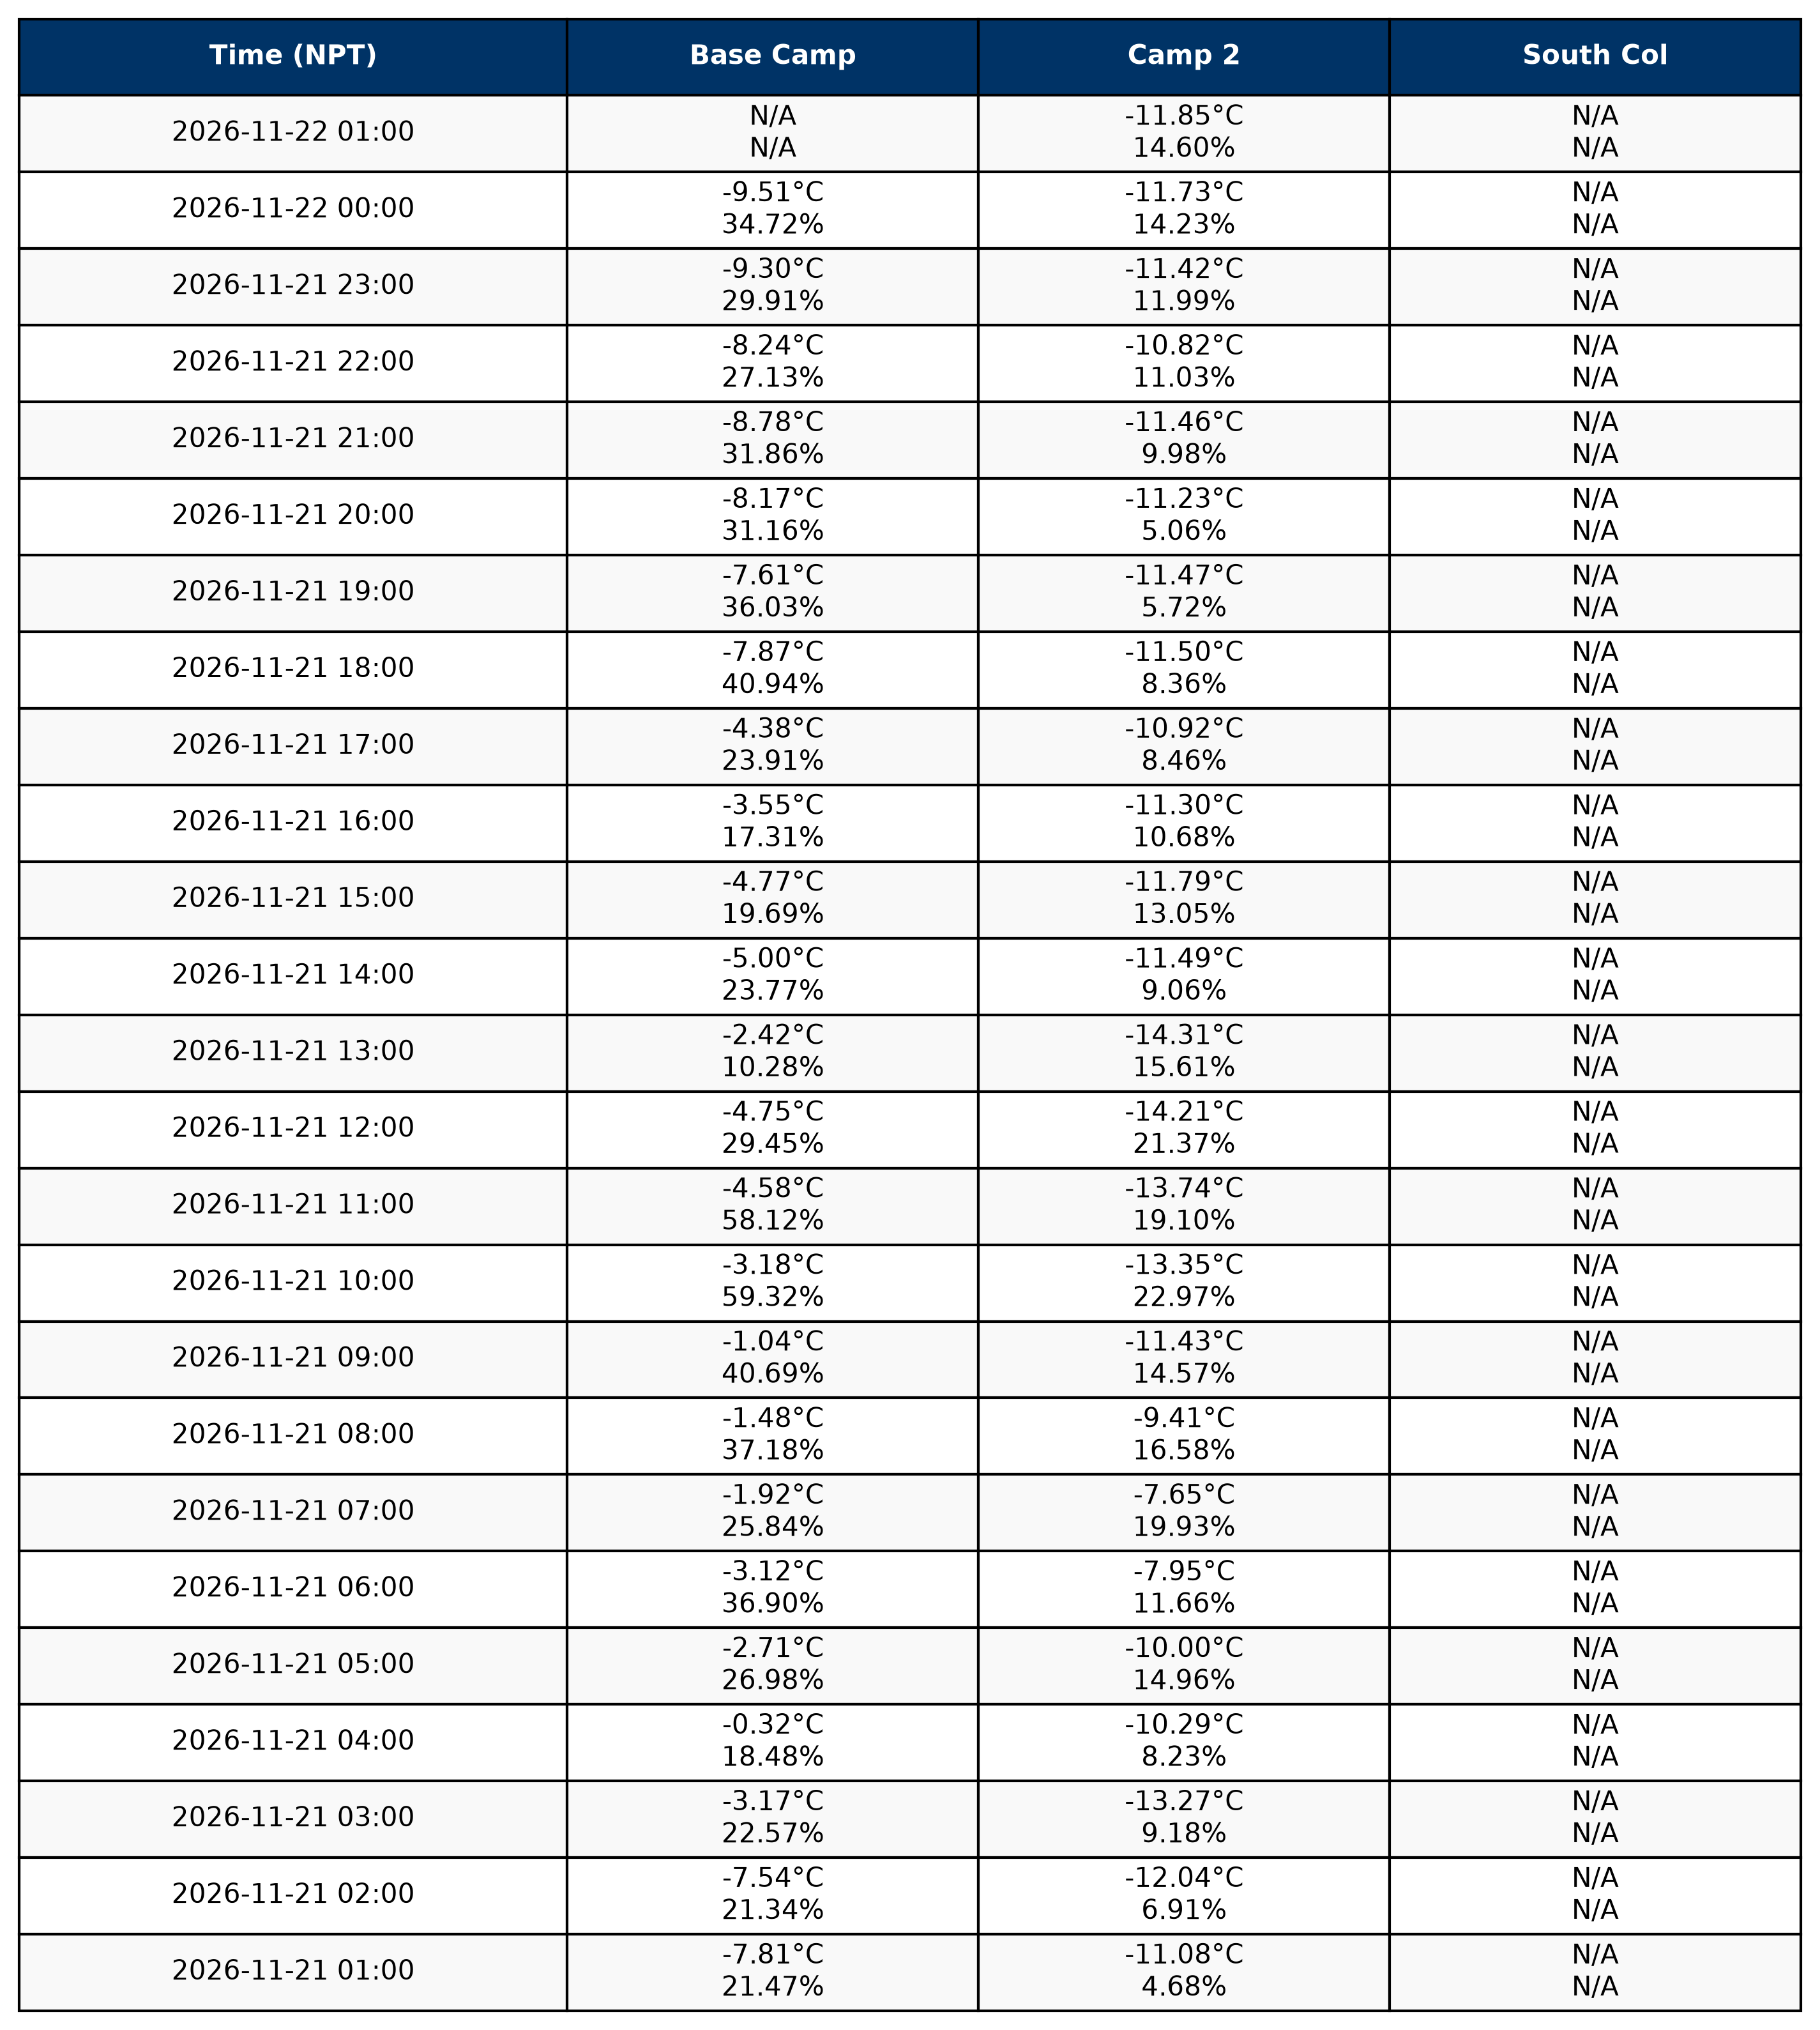 Time (NPT) Base Camp Camp 2 South Col
2026-11-22 01:00 N/A -11.85°C N/A
N/A 14.60% N/A
2026-11-22 00:00 -9.51°C -11.73°C N/A
34.72% 14.23% N/A
2026-11-21 23:00 -9.30°C -11.42°C N/A
29.91% 11.99% N/A
2026-11-21 22:00 -8.24°C -10.82°C N/A
27.13% 11.03% N/A
2026-11-21 21:00 -8.78°C -11.46°C N/A
31.86% 9.98% N/A
2026-11-21 20:00 -8.17°C -11.23°C N/A
31.16% 5.06% N/A
2026-11-21 19:00 -7.61°C -11.47°C N/A
36.03% 5.72% N/A
2026-11-21 18:00 -7.87°C -11.50°C N/A
40.94% 8.36% N/A
2026-11-21 17:00 -4.38°C -10.92°C N/A
23.91% 8.46% N/A
2026-11-21 16:00 -3.55°C -11.30°C N/A
17.31% 10.68% N/A
2026-11-21 15:00 -4.77°C -11.79°C N/A
19.69% 13.05% N/A
2026-11-21 14:00 -5.00°C -11.49°C N/A
23.77% 9.06% N/A
2026-11-21 13:00 -2.42°C -14.31°C N/A
10.28% 15.61% N/A
2026-11-21 12:00 -4.75°C -14.21°C N/A
29.45% 21.37% N/A
2026-11-21 11:00 -4.58°C -13.74°C N/A
58.12% 19.10% N/A
2026-11-21 10:00 -3.18°C -13.35°C N/A
59.32% 22.97% N/A
2026-11-21 09:00 -1.04°C -11.43°C N/A
40.69% 14.57% N/A
2026-11-21 08:00 -1.48°C -9.41°C N/A
37.18% 16.58% N/A
2026-11-21 07:00 -1.92°C -7.65°C N/A
25.84% 19.93% N/A
2026-11-21 06:00 -3.12°C -7.95°C N/A
36.90% 11.66% N/A
2026-11-21 05:00 -2.71°C -10.00°C N/A
26.98% 14.96% N/A
2026-11-21 04:00 -0.32°C -10.29°C N/A
18.48% 8.23% N/A
2026-11-21 03:00 -3.17°C -13.27°C N/A
22.57% 9.18% N/A
2026-11-21 02:00 -7.54°C -12.04°C N/A
21.34% 6.91% N/A
2026-11-21 01:00 -7.81°C -11.08°C N/A
21.47% 4.68% N/A